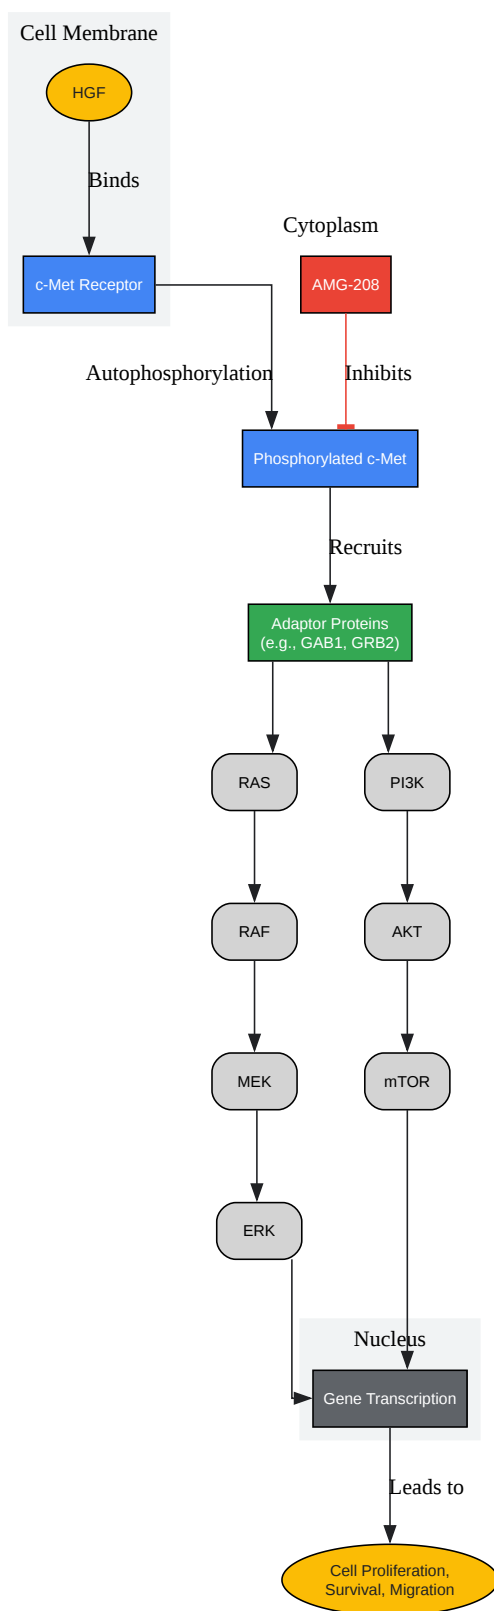 Cell Membrane
HGF
Binds
Cytoplasm
c-Met Receptor
AMG-208
Autophosphorylation
Inhibits
Phosphorylated c-Met
Recruits
Adaptor Proteins
(e.g., GAB1, GRB2)
RAS
PI3K
RAF
AKT
MEK
mTOR
ERK
Nucleus
Gene Transcription
Leads to
Cell Proliferation,
Survival, Migration